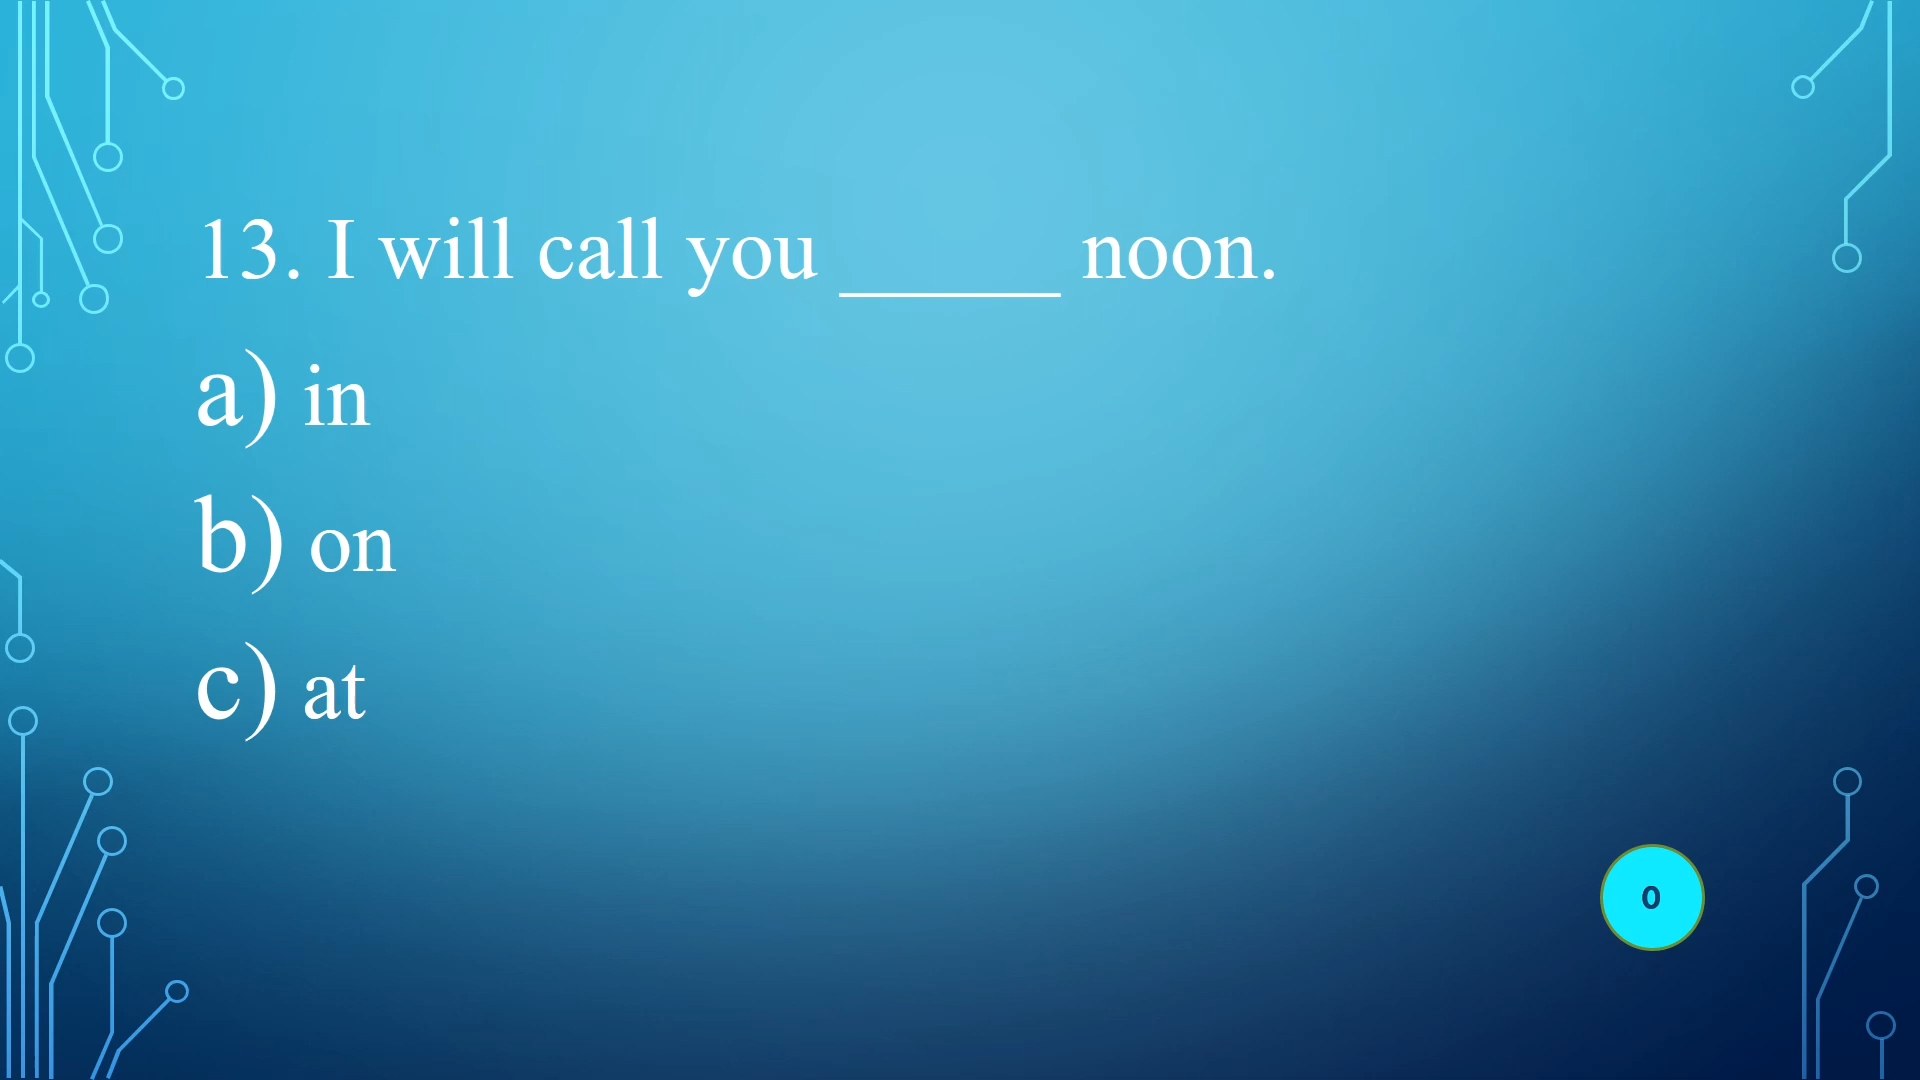 13. I will call you _____ noon.
a) in
b) on
c) at
0